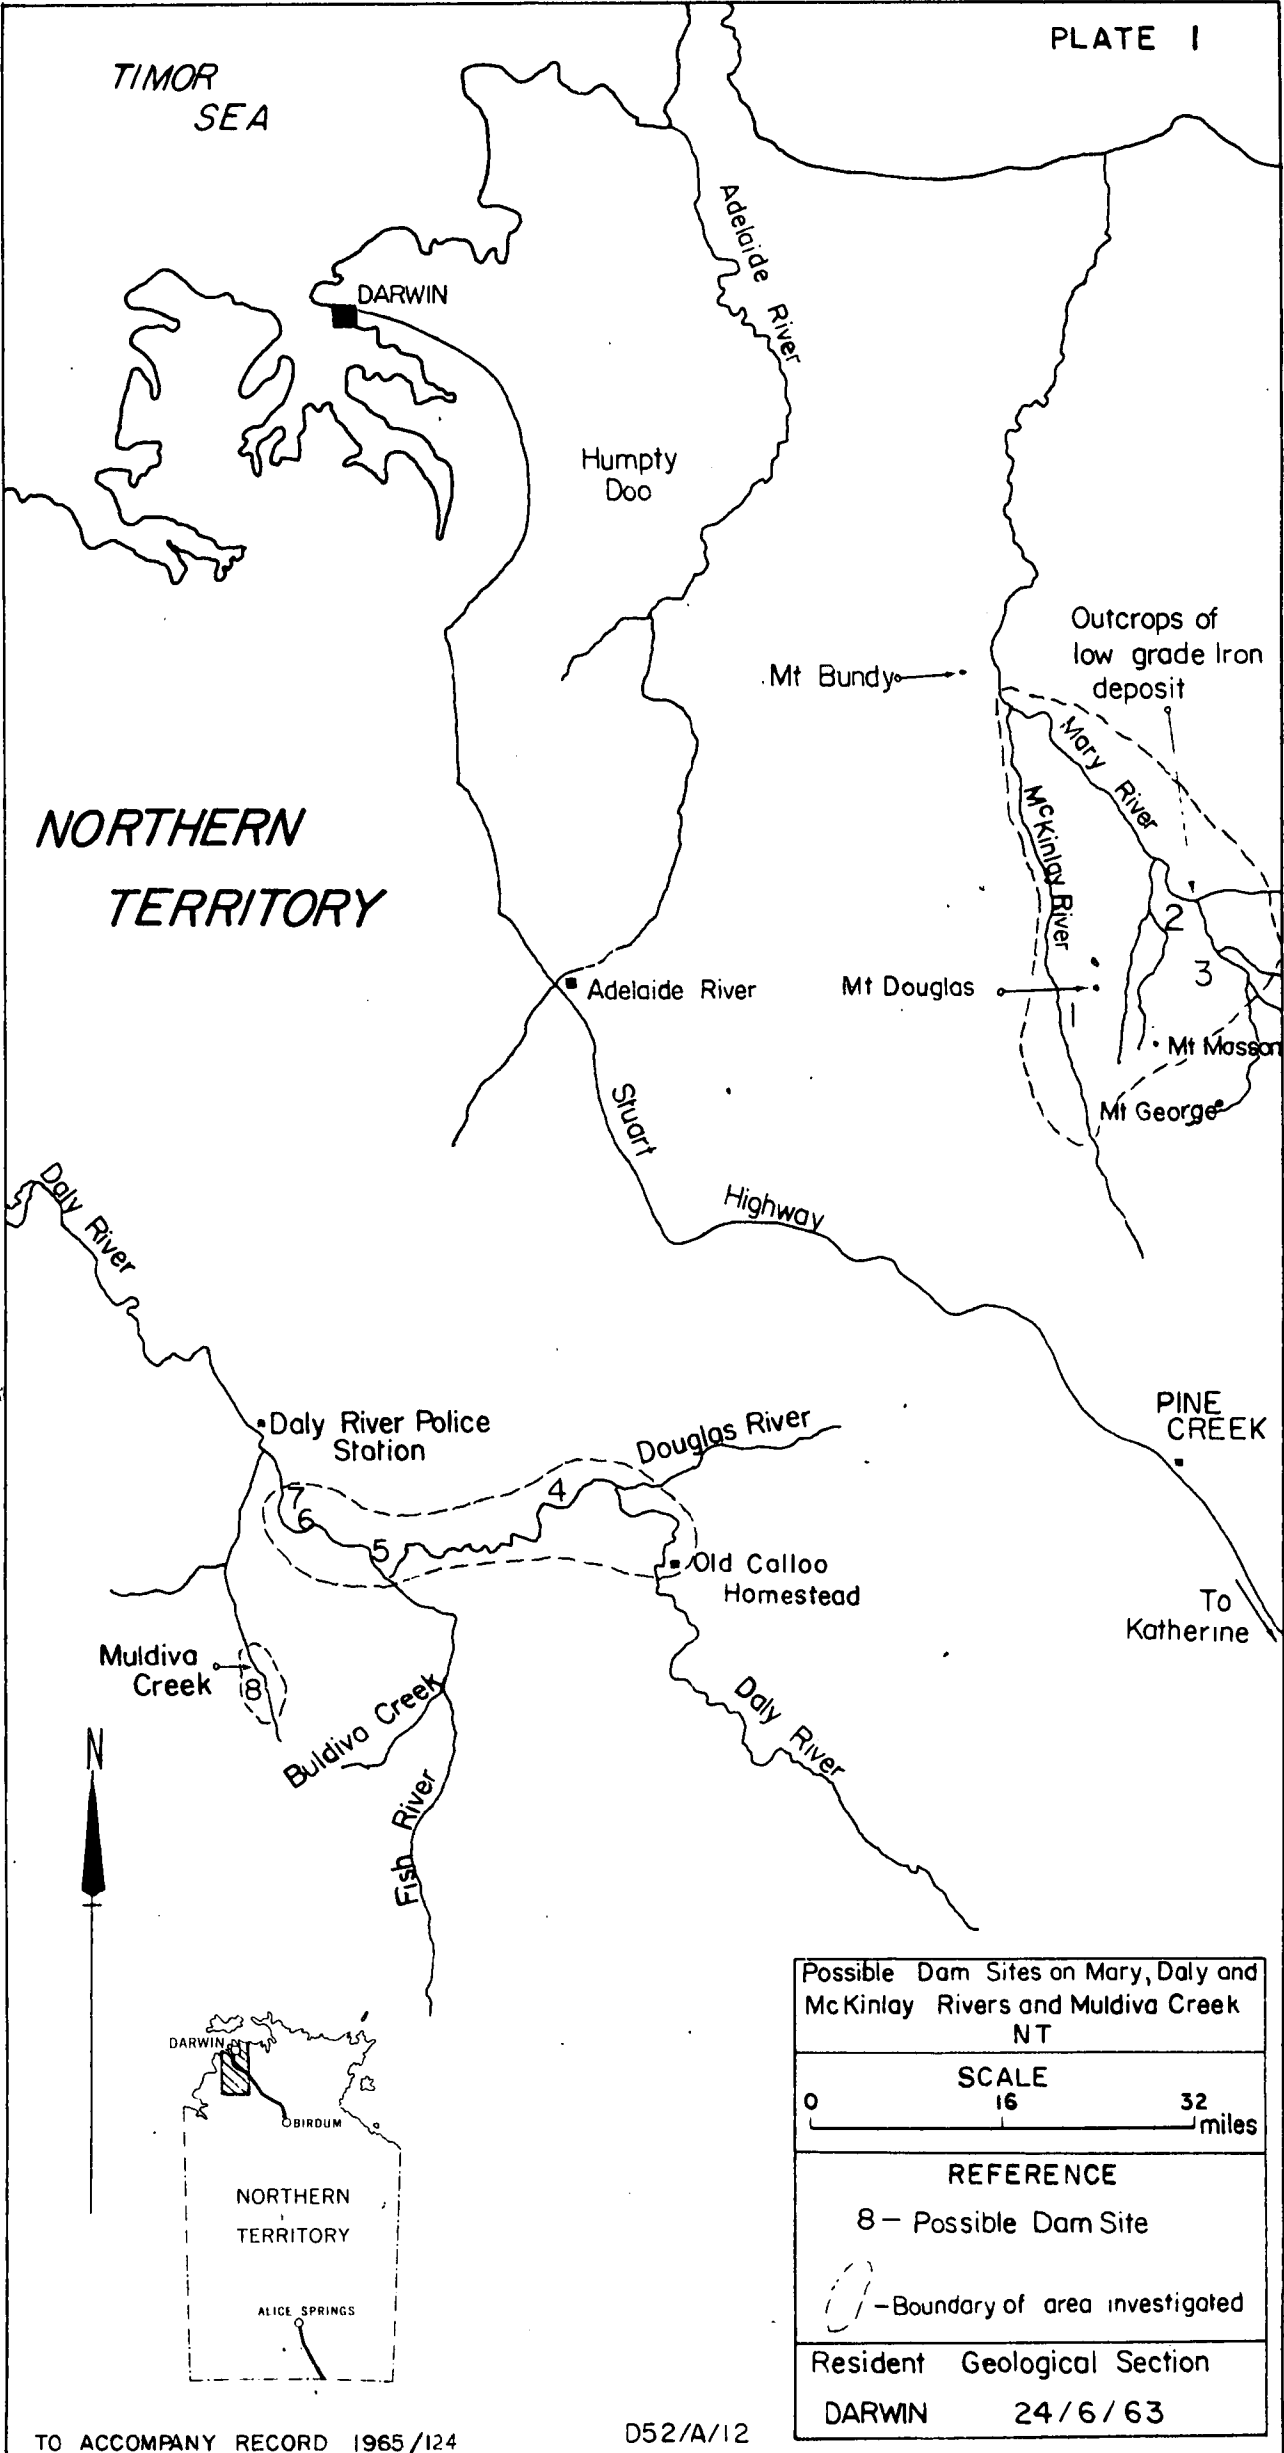 PLATE 1
TIMOR
SEA
Adelaide River
DARWIN
Humpty
Doo
Outcrops of
low grade Iron
deposit
Mt Bundy
Mary River
McKinlay River
NORTHERN
TERRITORY
2
3
Adelaide River
Mt Douglas
1
Mt Masson
Mt George
Stuart
Highway
Daly River
PINE
CREEK
Daly River Police
Station
Douglas River
7
6
5
4
Old Calloo
Homestead
To
Katherine
Muldiva
Creek
8
Buldiva Creek
Daly River
Fish River
N
DARWIN
BIRDUM
NORTHERN
TERRITORY
ALICE SPRINGS
Possible Dam Sites on Mary, Daly and
McKinlay Rivers and Muldiva Creek
NT
SCALE
0 16 32
miles
REFERENCE
8 - Possible Dam Site
- Boundary of area investigated
Resident Geological Section
DARWIN 24/6/63
TO ACCOMPANY RECORD 1965/124
D52/A/12